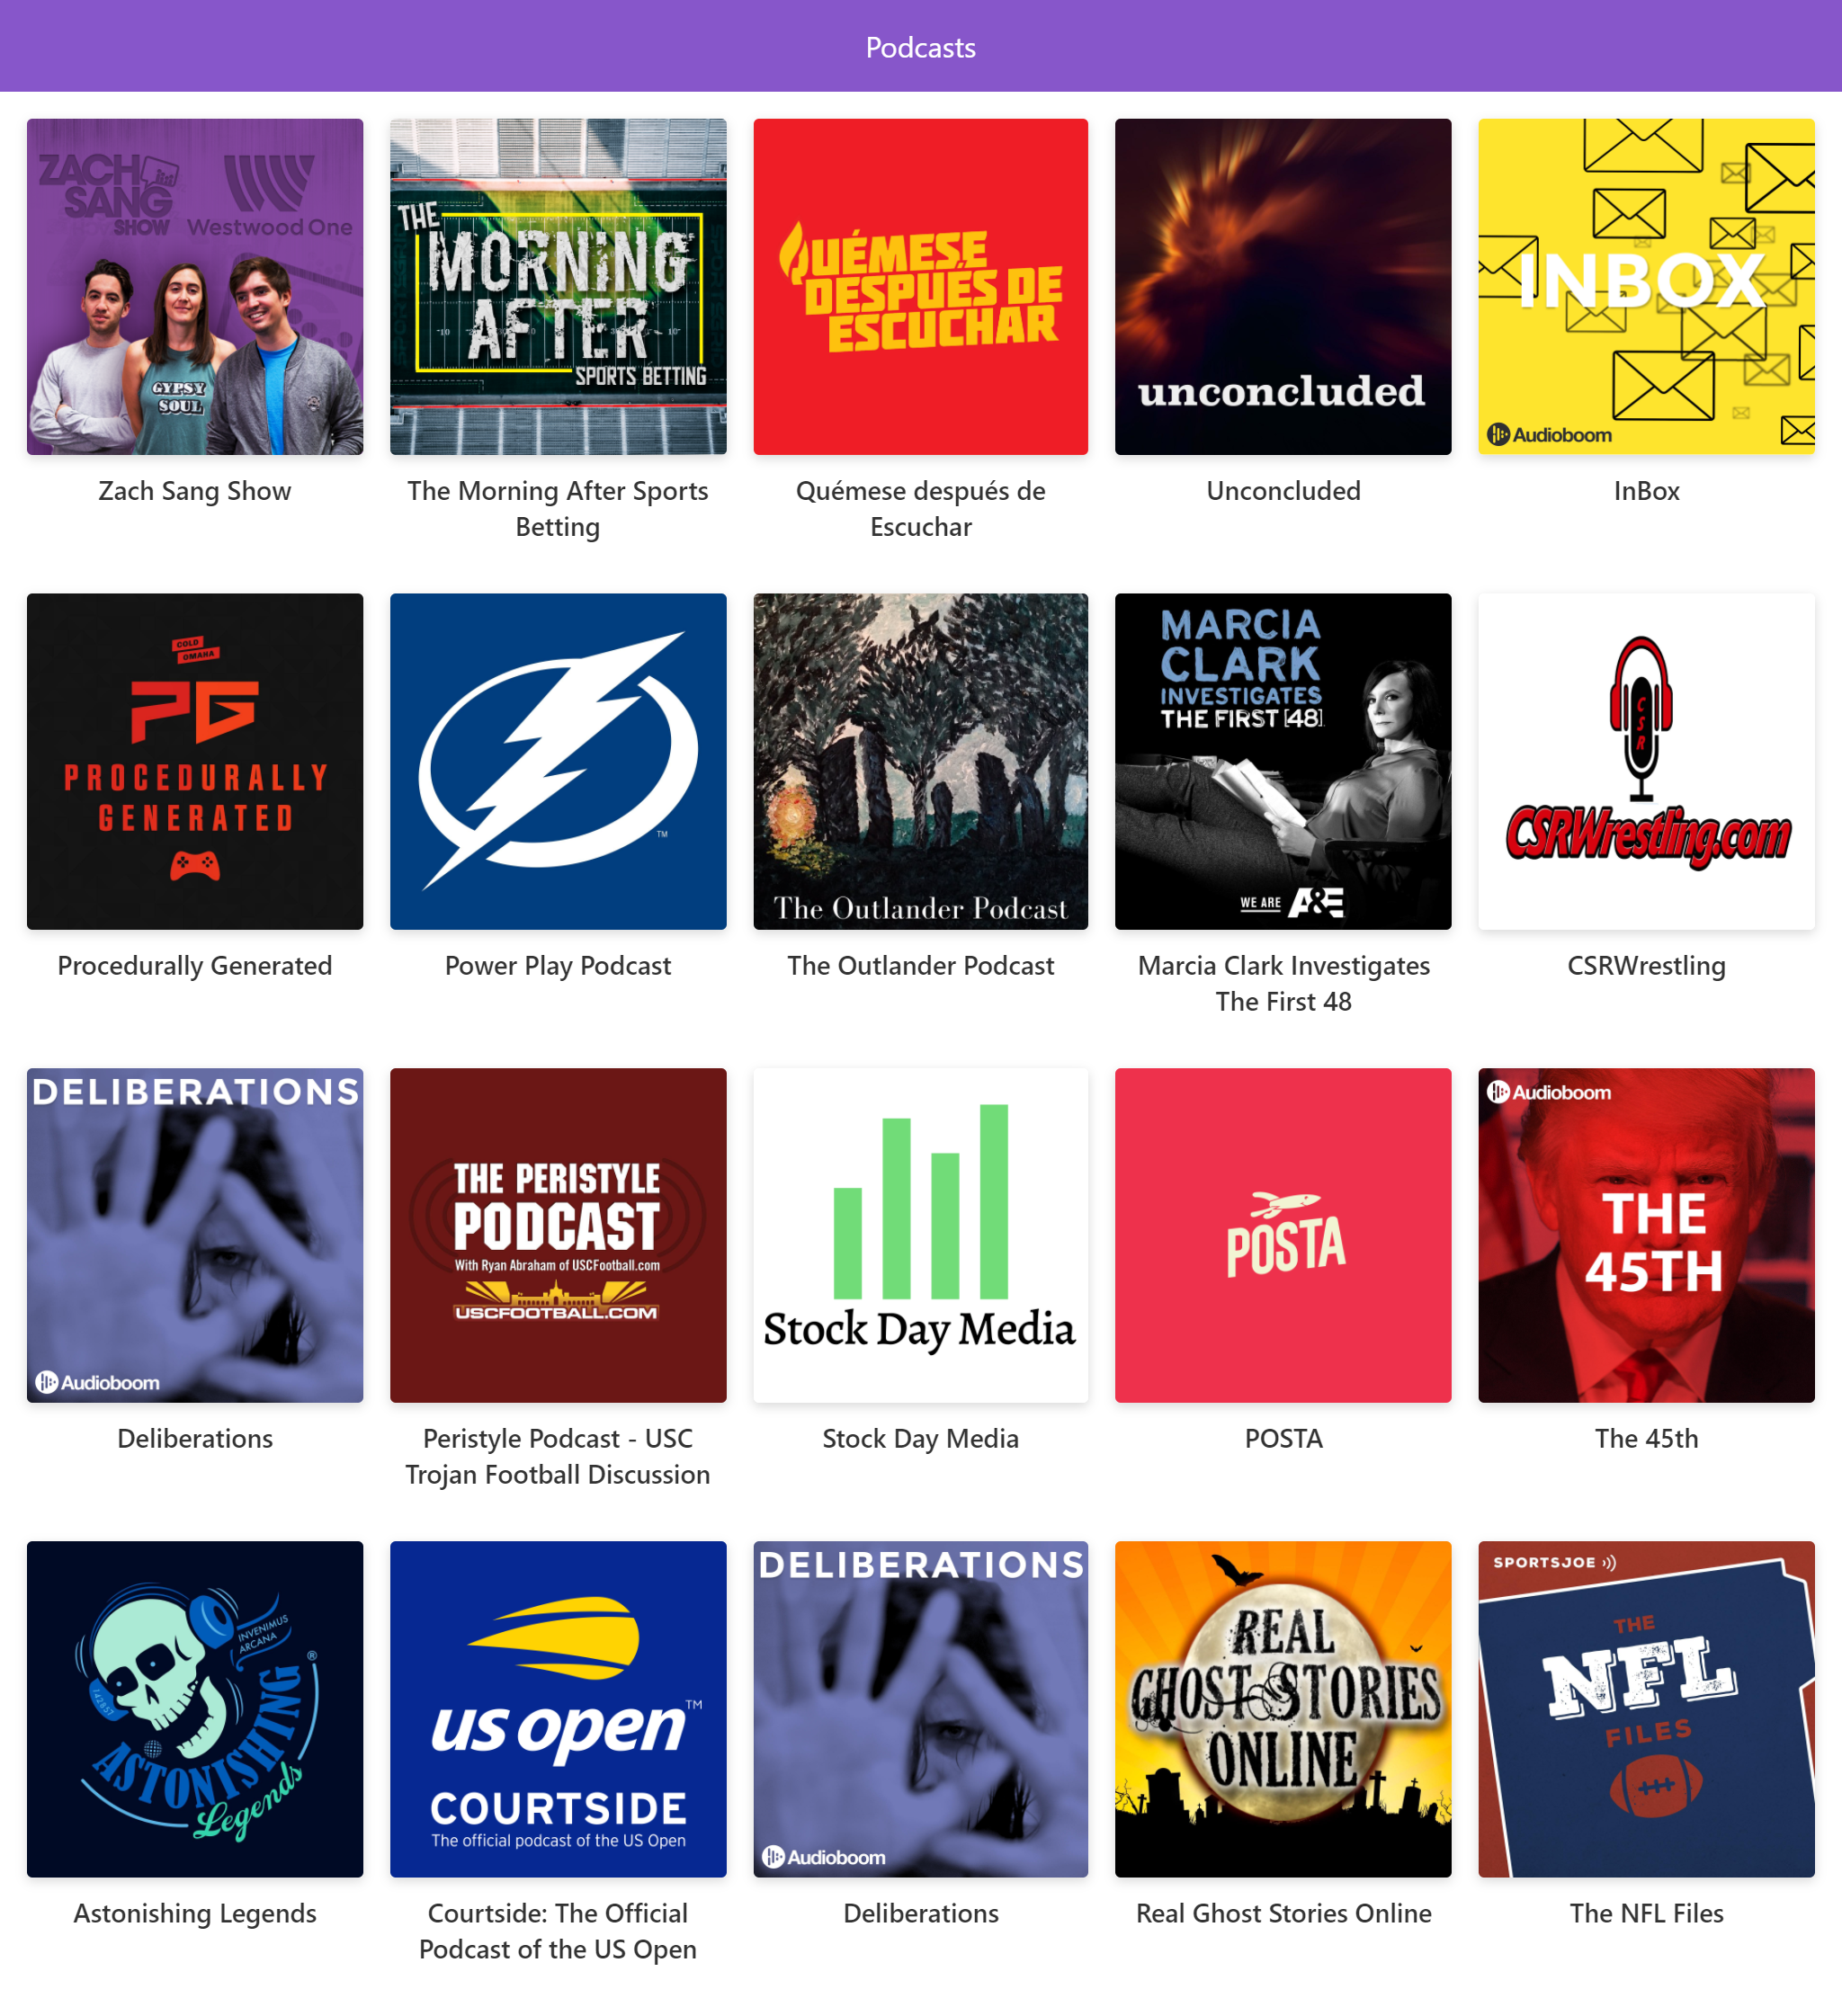 Podcasts
ZACH
SANG
SHOW
Westwood One
GYPSY
SOUL
Zach Sang Show
THE
MORNING
AFTER
SPORTS BETTING
The Morning After Sports
Betting
QUÉMESE
DESPUÉS DE
ESCUCHAR
Quémese después de
Escuchar
unconcluded
Unconcluded
INBOX
Audioboom
InBox
COLD
OMAHA
PG
PROCEDURALLY
GENERATED
Procedurally Generated
TM
Power Play Podcast
The Outlander Podcast
The Outlander Podcast
MARCIA
CLARK
INVESTIGATES
THE FIRST [48]
WE ARE A&E
Marcia Clark Investigates
The First 48
CSR
CSRWrestling.com
CSRWrestling
DELIBERATIONS
Audioboom
Deliberations
THE PERISTYLE
PODCAST
With Ryan Abraham of USCFootball.com
USCFOOTBALL.COM
Peristyle Podcast - USC
Trojan Football Discussion
Stock Day Media
Stock Day Media
POSTA
POSTA
Audioboom
THE
45TH
The 45th
INVENIMUS
ARCANA
142857
ASTONISHING
®
Legends
Astonishing Legends
us open™
COURTSIDE
The official podcast of the US Open
Courtside: The Official
Podcast of the US Open
DELIBERATIONS
Audioboom
Deliberations
REAL
GHOST STORIES
ONLINE
Real Ghost Stories Online
SPORTSJOE
THE
NFL
FILES
The NFL Files